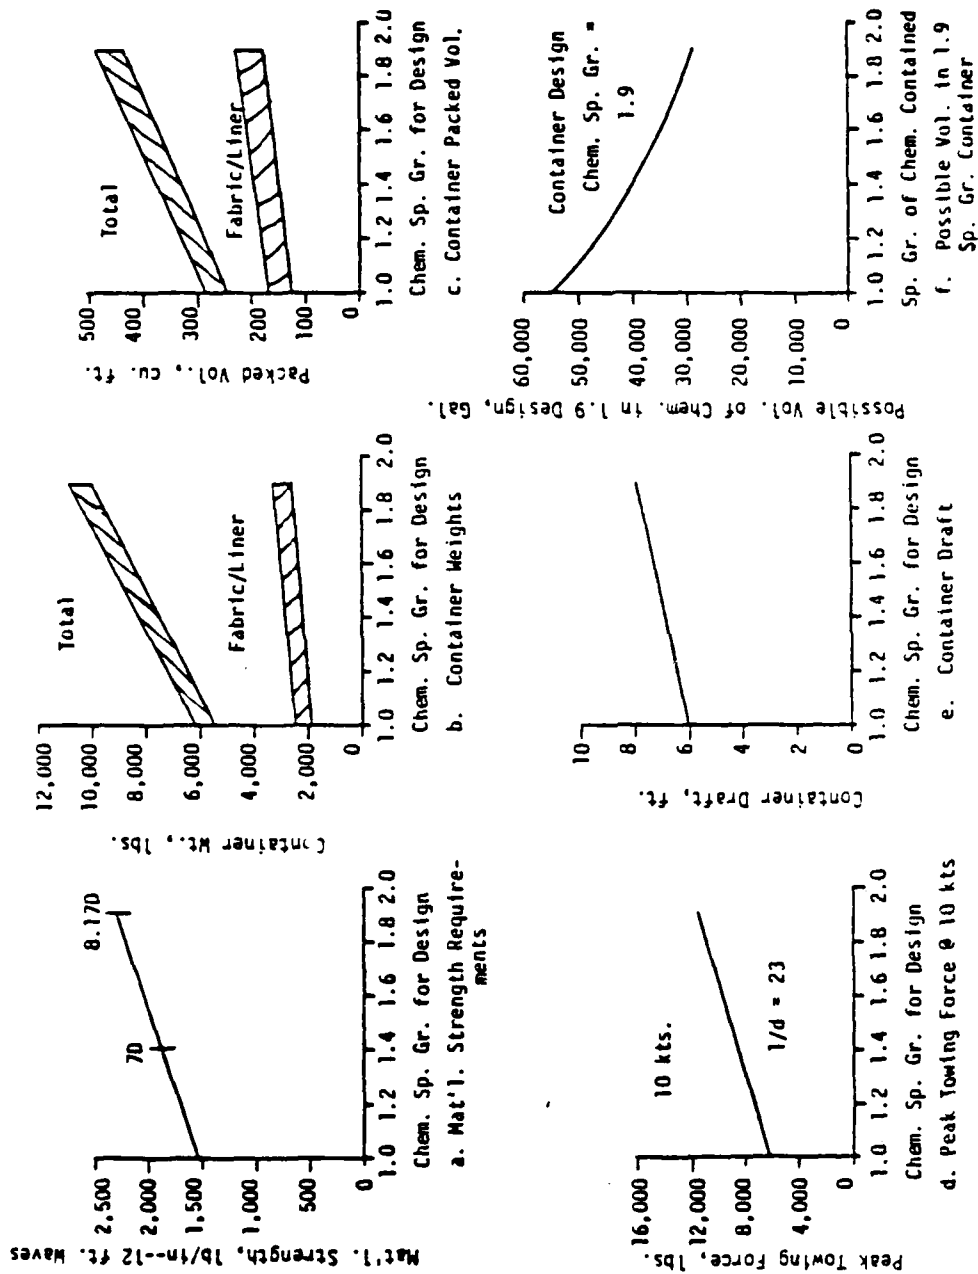 Mat'l. Strength, lb/in--12 ft. Waves
2,500
2,000
1,500
1,000
500
0
70
8.170
1.0 1.2 1.4 1.6 1.8 2.0
Chem. Sp. Gr. for Design
a. Mat'l. Strength Require-
ments
Container Wt., lbs.
12,000
10,000
8,000
6,000
4,000
2,000
0
Total
Fabric/Liner
1.0 1.2 1.4 1.6 1.8 2.0
Chem. Sp. Gr. for Design
b. Container Weights
Packed Vol., cu. ft.
500
400
300
200
100
0
Total
Fabric/Liner
1.0 1.2 1.4 1.6 1.8 2.0
Chem. Sp. Gr. for Design
c. Container Packed Vol.
Peak Towing Force, lbs.
16,000
12,000
8,000
4,000
0
10 kts.
1/d = 23
1.0 1.2 1.4 1.6 1.8 2.0
Chem. Sp. Gr. for Design
d. Peak Towing Force @ 10 kts
Container Draft, ft.
10
8
6
4
2
0
1.0 1.2 1.4 1.6 1.8 2.0
Chem. Sp. Gr. for Design
e. Container Draft
Possible Vol. of Chem. in 1.9 Design, Gal.
60,000
50,000
40,000
30,000
20,000
10,000
0
Container Design
Chem. Sp. Gr. =
1.9
1.0 1.2 1.4 1.6 1.8 2.0
Sp. Gr. of Chem. Contained
f. Possible Vol. in 1.9
Sp. Gr. Container